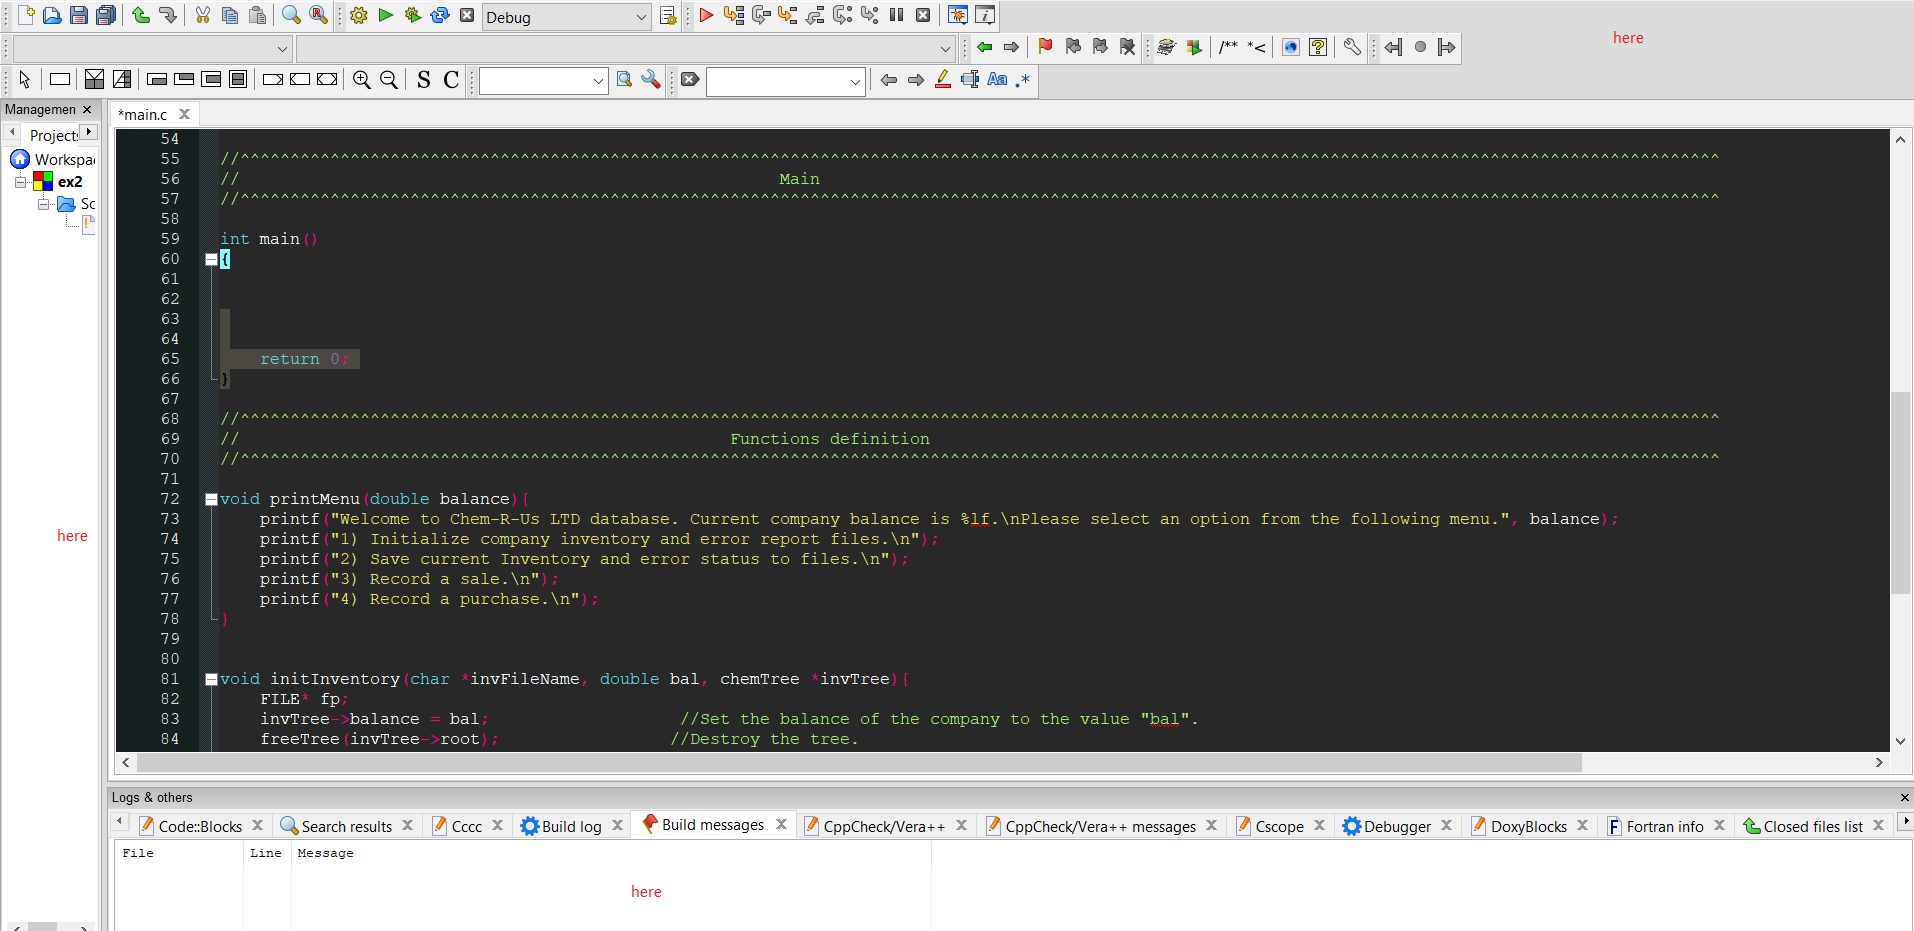 Debug
here
/** *<
S C
Aa .*
Managemen
*main.c
Projects
Workspa
ex2
Sc
here
54
55 //^^^^^^^^^^^^^^^^^^^^^^^^^^^^^^^^^^^^^^^^^^^^^^^^^^^^^^^^^^^^^^^^^^^^^^^^^^^^^^^^^^^^^^^^^^^^^^^^^^^^^^^^^^^^^^^^^^^^^^^^^^^^^^^^^^^^^^^^^^^^^^^^^^^^
56 // Main
57 //^^^^^^^^^^^^^^^^^^^^^^^^^^^^^^^^^^^^^^^^^^^^^^^^^^^^^^^^^^^^^^^^^^^^^^^^^^^^^^^^^^^^^^^^^^^^^^^^^^^^^^^^^^^^^^^^^^^^^^^^^^^^^^^^^^^^^^^^^^^^^^^^^^^^
58
59 int main()
60 {
61
62
63
64
65 return 0;
66 }
67
68 //^^^^^^^^^^^^^^^^^^^^^^^^^^^^^^^^^^^^^^^^^^^^^^^^^^^^^^^^^^^^^^^^^^^^^^^^^^^^^^^^^^^^^^^^^^^^^^^^^^^^^^^^^^^^^^^^^^^^^^^^^^^^^^^^^^^^^^^^^^^^^^^^^^^^
69 // Functions definition
70 //^^^^^^^^^^^^^^^^^^^^^^^^^^^^^^^^^^^^^^^^^^^^^^^^^^^^^^^^^^^^^^^^^^^^^^^^^^^^^^^^^^^^^^^^^^^^^^^^^^^^^^^^^^^^^^^^^^^^^^^^^^^^^^^^^^^^^^^^^^^^^^^^^^^^
71
72 void printMenu(double balance){
73 printf("Welcome to Chem-R-Us LTD database. Current company balance is %lf.\nPlease select an option from the following menu.", balance);
74 printf("1) Initialize company inventory and error report files.\n");
75 printf("2) Save current Inventory and error status to files.\n");
76 printf("3) Record a sale.\n");
77 printf("4) Record a purchase.\n");
78 }
79
80
81 void initInventory(char *invFileName, double bal, chemTree *invTree){
82 FILE* fp;
83 invTree->balance = bal; //Set the balance of the company to the value "bal".
84 freeTree(invTree->root); //Destroy the tree.
Logs & others
Code::Blocks Search results Cccc Build log Build messages CppCheck/Vera++ CppCheck/Vera++ messages Cscope Debugger DoxyBlocks Fortran info Closed files list
File Line Message
here